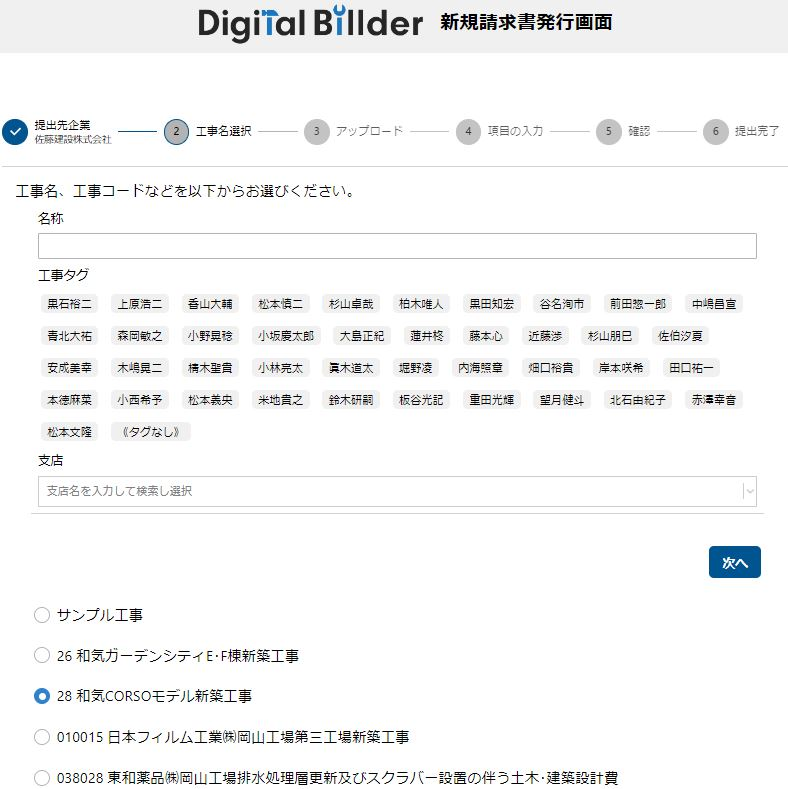 Digital Billder 新規請求書発行画面
提出先企業
佐藤建設株式会社
2 工事名選択
3 アップロード
4 項目の入力
5 確認
6 提出完了
工事名、工事コードなどを以下からお選びください。
名称
工事タグ
黒石裕二 上原浩二 香山大輔 松本慎二 杉山卓哉 柏木唯人 黒田知宏 谷名洵市 前田惣一郎 中嶋昌宣
青北大祐 森岡敏之 小野晃稔 小坂慶太郎 大島正紀 蓮井柊 藤本心 近藤渉 杉山朋巳 佐伯汐夏
安成美幸 木嶋晃二 楢木聖貴 小林亮太 眞木道太 堀野凌 内海照章 畑口裕貴 岸本咲希 田口祐一
本徳麻菜 小西希予 松本義央 米地貴之 鈴木研嗣 板谷光記 重田光輝 望月健斗 北石由紀子 赤澤幸音
松本文隆 《タグなし》
支店
支店名を入力して検索し選択
次へ
サンプル工事
26 和気ガーデンシティE･F棟新築工事
28 和気CORSOモデル新築工事
010015 日本フィルム工業㈱岡山工場第三工場新築工事
038028 東和薬品㈱岡山工場排水処理層更新及びスクラバー設置の伴う土木･建築設計費